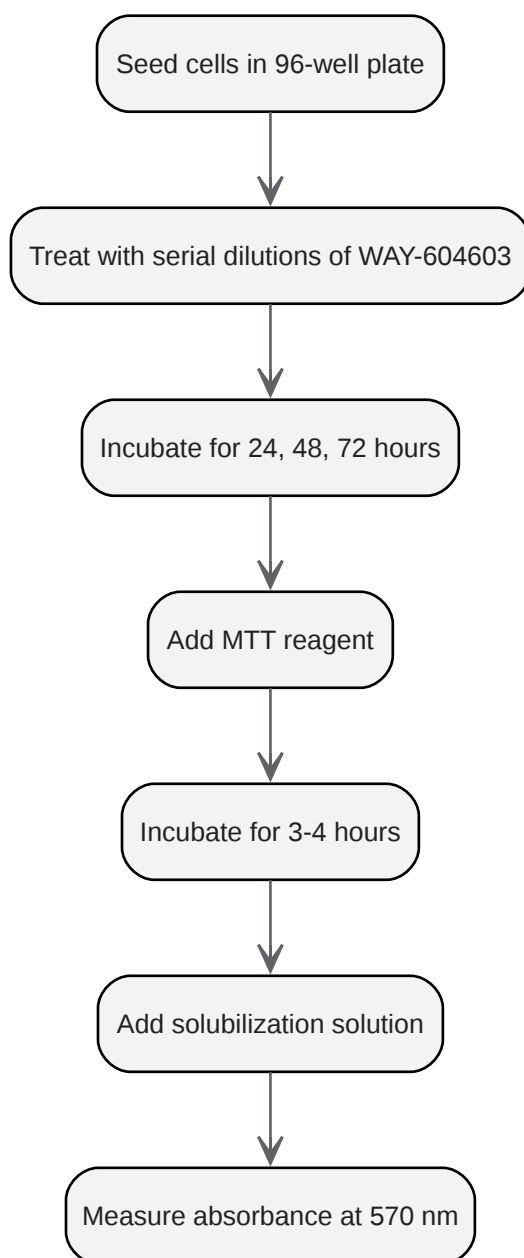 Seed cells in 96-well plate
Treat with serial dilutions of WAY-604603
Incubate for 24, 48, 72 hours
Add MTT reagent
Incubate for 3-4 hours
Add solubilization solution
Measure absorbance at 570 nm